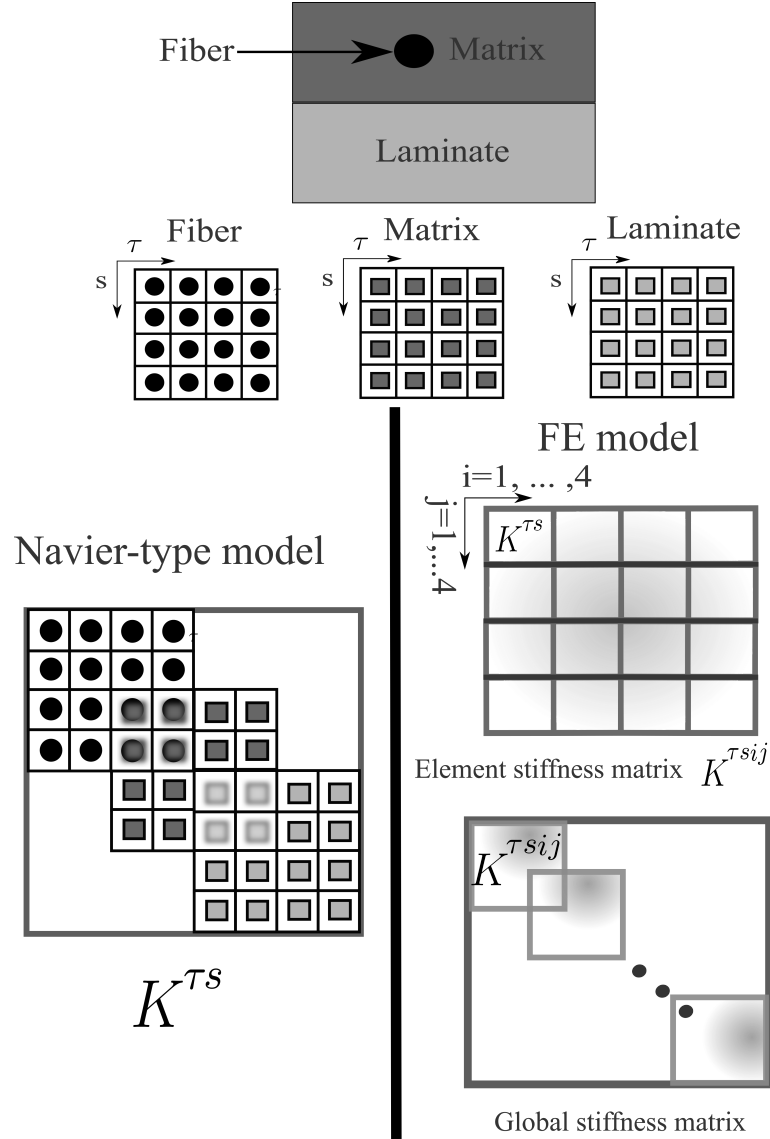 Fiber
Matrix
Laminate
Fiber
τ
s
Matrix
τ
s
Laminate
τ
s
FE model
i=1, ... ,4
j=1,...4
K^{τs}
Navier-type model
Element stiffness matrix K^{τsij}
K^{τsij}
K^{τs}
Global stiffness matrix